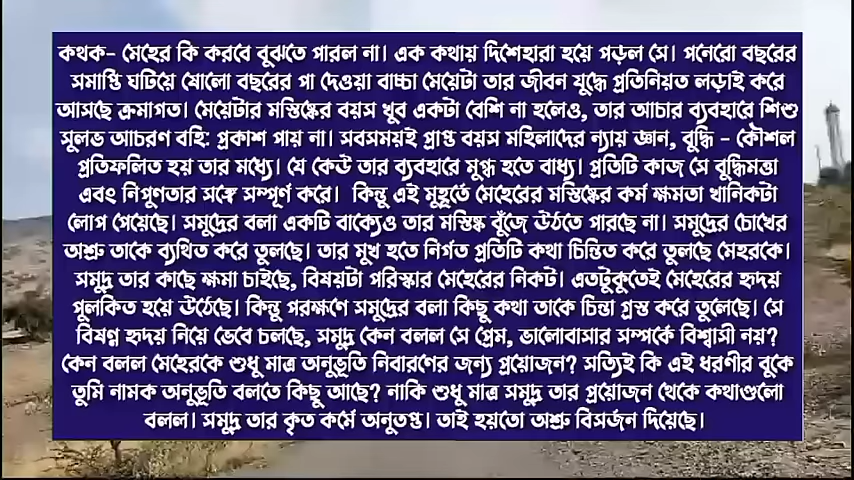 কথক- মেহের কি করবে বুঝতে পারল না। এক কথায় দিশেহারা হয়ে পড়ল সে। পনেরো বছরের
সমাপ্তি ঘটিয়ে ষোলো বছরের পা দেওয়া বাচ্চা মেয়েটা তার জীবন যুদ্ধে প্রতিনিয়ত লড়াই করে
আসছে ক্রমাগত। মেয়েটার মস্তিষ্কের বয়স খুব একটা বেশি না হলেও, তার আচার ব্যবহারে শিশু
সুলভ আচরণ বহি: প্রকাশ পায় না। সবসময়ই প্রাপ্ত বয়স মহিলাদের ন্যায় জ্ঞান, বুদ্ধি - কৌশল
প্রতিফলিত হয় তার মধ্যে। যে কেউ তার ব্যবহারে মুগ্ধ হতে বাধ্য। প্রতিটি কাজ সে বুদ্ধিমত্তা
এবং নিপুণতার সঙ্গে সম্পূর্ণ করে। কিন্তু এই মুহূর্তে মেহেরের মস্তিষ্কের কর্ম ক্ষমতা খানিকটা
লোপ পেয়েছে। সমুদ্রের বলা একটি বাক্যেও তার মস্তিষ্ক বুঁজে উঠতে পারছে না। সমুদ্রের চোখের
অশ্রু তাকে ব্যথিত করে তুলছে। তার মুখ হতে নির্গত প্রতিটি কথা চিন্তিত করে তুলছে মেহরকে।
সমুদ্র তার কাছে ক্ষমা চাইছে, বিষয়টা পরিস্কার মেহেরের নিকট। এতটুকুতেই মেহেরের হৃদয়
পুলকিত হয়ে উঠেছে। কিন্তু পরক্ষণে সমুদ্রের বলা কিছু কথা তাকে চিন্তা গ্রস্ত করে তুলেছে। সে
বিষণ্ন হৃদয় নিয়ে ভেবে চলছে, সমুদ্র কেন বলল সে প্রেম, ভালোবাসার সম্পর্কে বিশ্বাসী নয়?
কেন বলল মেহেরকে শুধু মাত্র অনুভূতি নিবারণের জন্য প্রয়োজন? সত্যিই কি এই ধরণীর বুকে
তুমি নামক অনুভূতি বলতে কিছু আছে? নাকি শুধু মাত্র সমুদ্র তার প্রয়োজন থেকে কথাগুলো
বলল। সমুদ্র তার কৃত কর্মে অনুতপ্ত। তাই হয়তো অশ্রু বিসর্জন দিয়েছে।